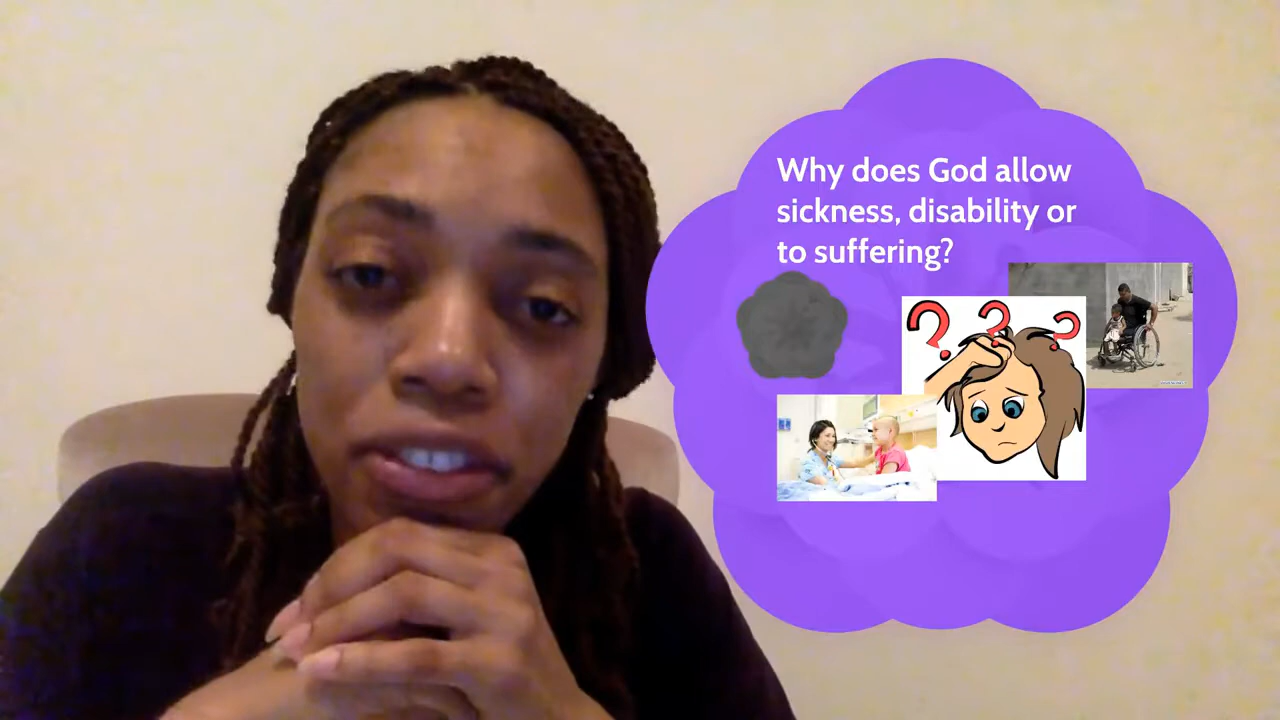 Why does God allow
sickness, disability or
to suffering?
? ? ?